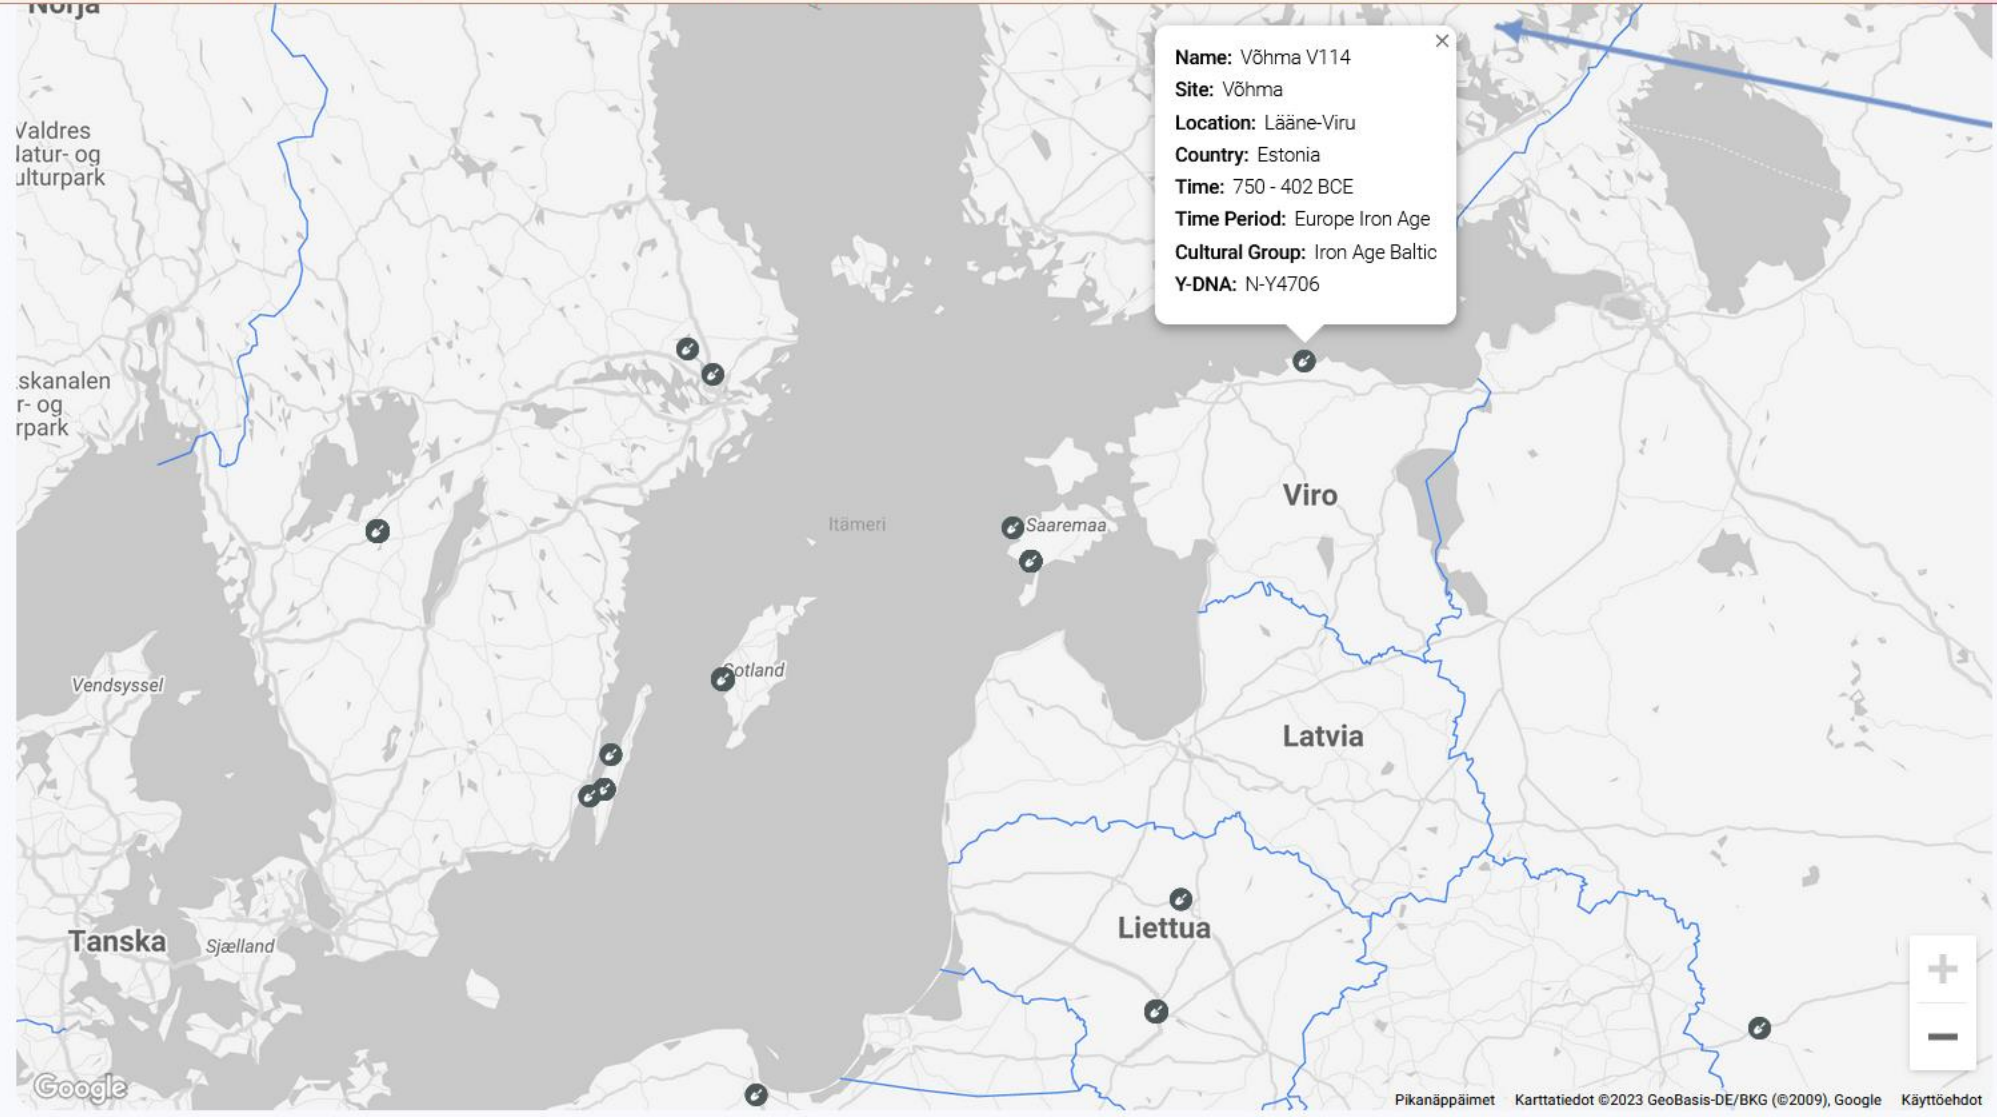 Norja
Name: Võhma V114
Site: Võhma
Location: Lääne-Viru
Country: Estonia
Time: 750 - 402 BCE
Time Period: Europe Iron Age
Cultural Group: Iron Age Baltic
Y-DNA: N-Y4706
Valdres
latur- og
ulturpark
skanalen
r- og
rpark
Viro
Itämeri
Saaremaa
Gotland
Vendsyssel
Latvia
Liettua
Tanska
Sjælland
Google
Pikanäppäimet Karttatiedot ©2023 GeoBasis-DE/BKG (©2009), Google Käyttöehdot